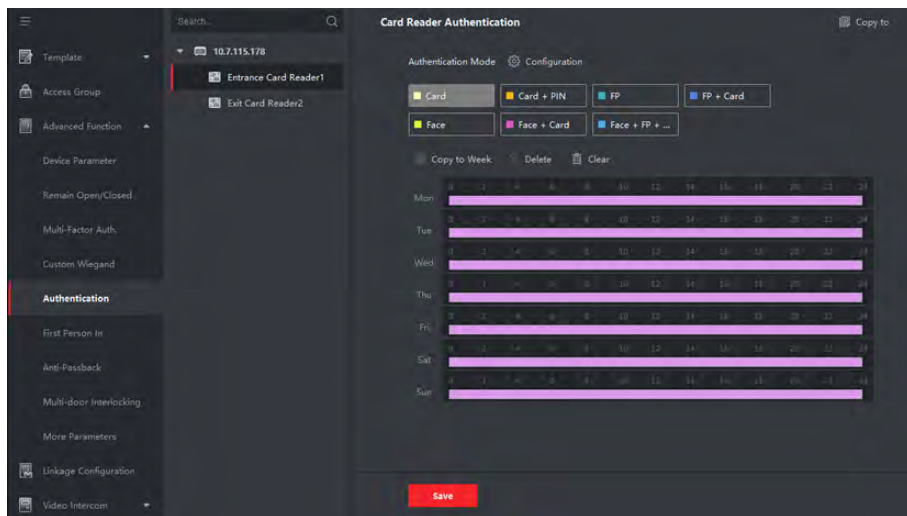 Search...
Card Reader Authentication
Copy to
Template
10.7.115.178
Authentication Mode
Configuration
Entrance Card Reader1
Access Group
Card
Card + PIN
FP
FP + Card
Exit Card Reader2
Advanced Function
Face
Face + Card
Face + FP + ...
Device Parameter
Copy to Week
Delete
Clear
Remain Open/Closed
Mon
Multi-Factor Auth.
Tue
Custom Wiegand
Wed
Authentication
Thu
First Person In
Fri
Anti-Passback
Sat
Multi-door Interlocking
Sun
More Parameters
Linkage Configuration
Video Intercom
Save